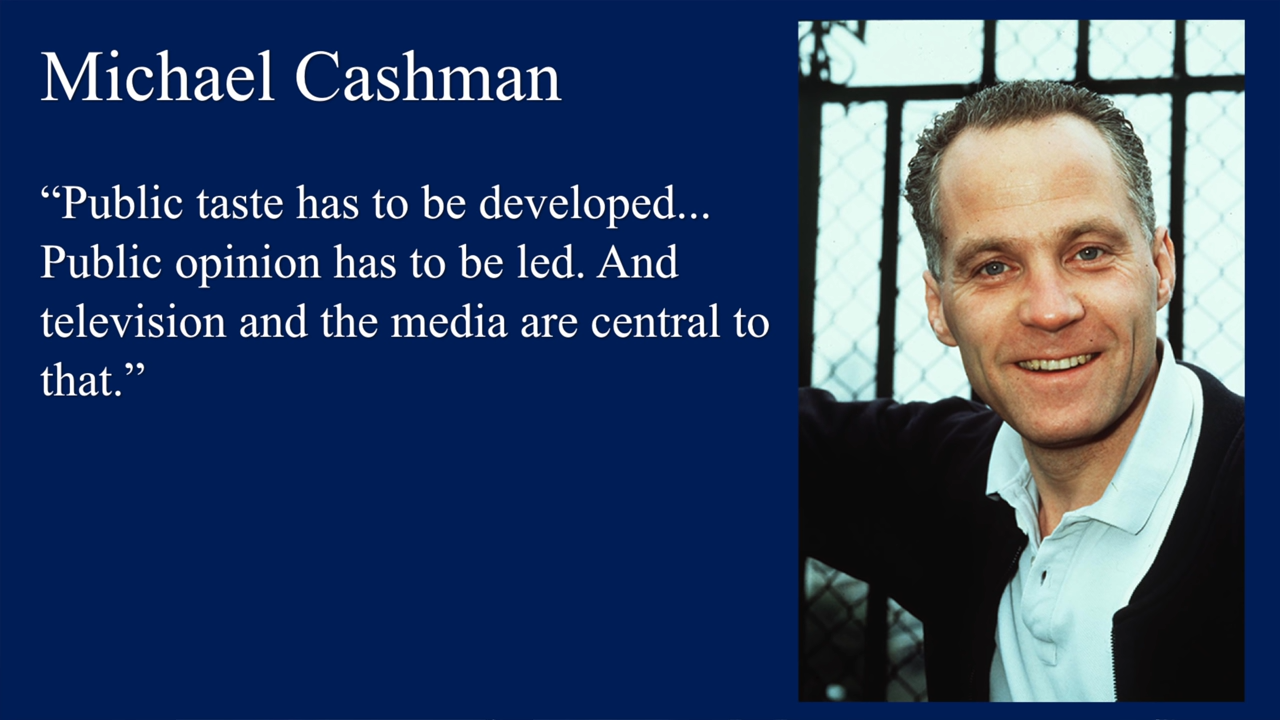 Michael Cashman
“Public taste has to be developed...
Public opinion has to be led. And
television and the media are central to
that.”